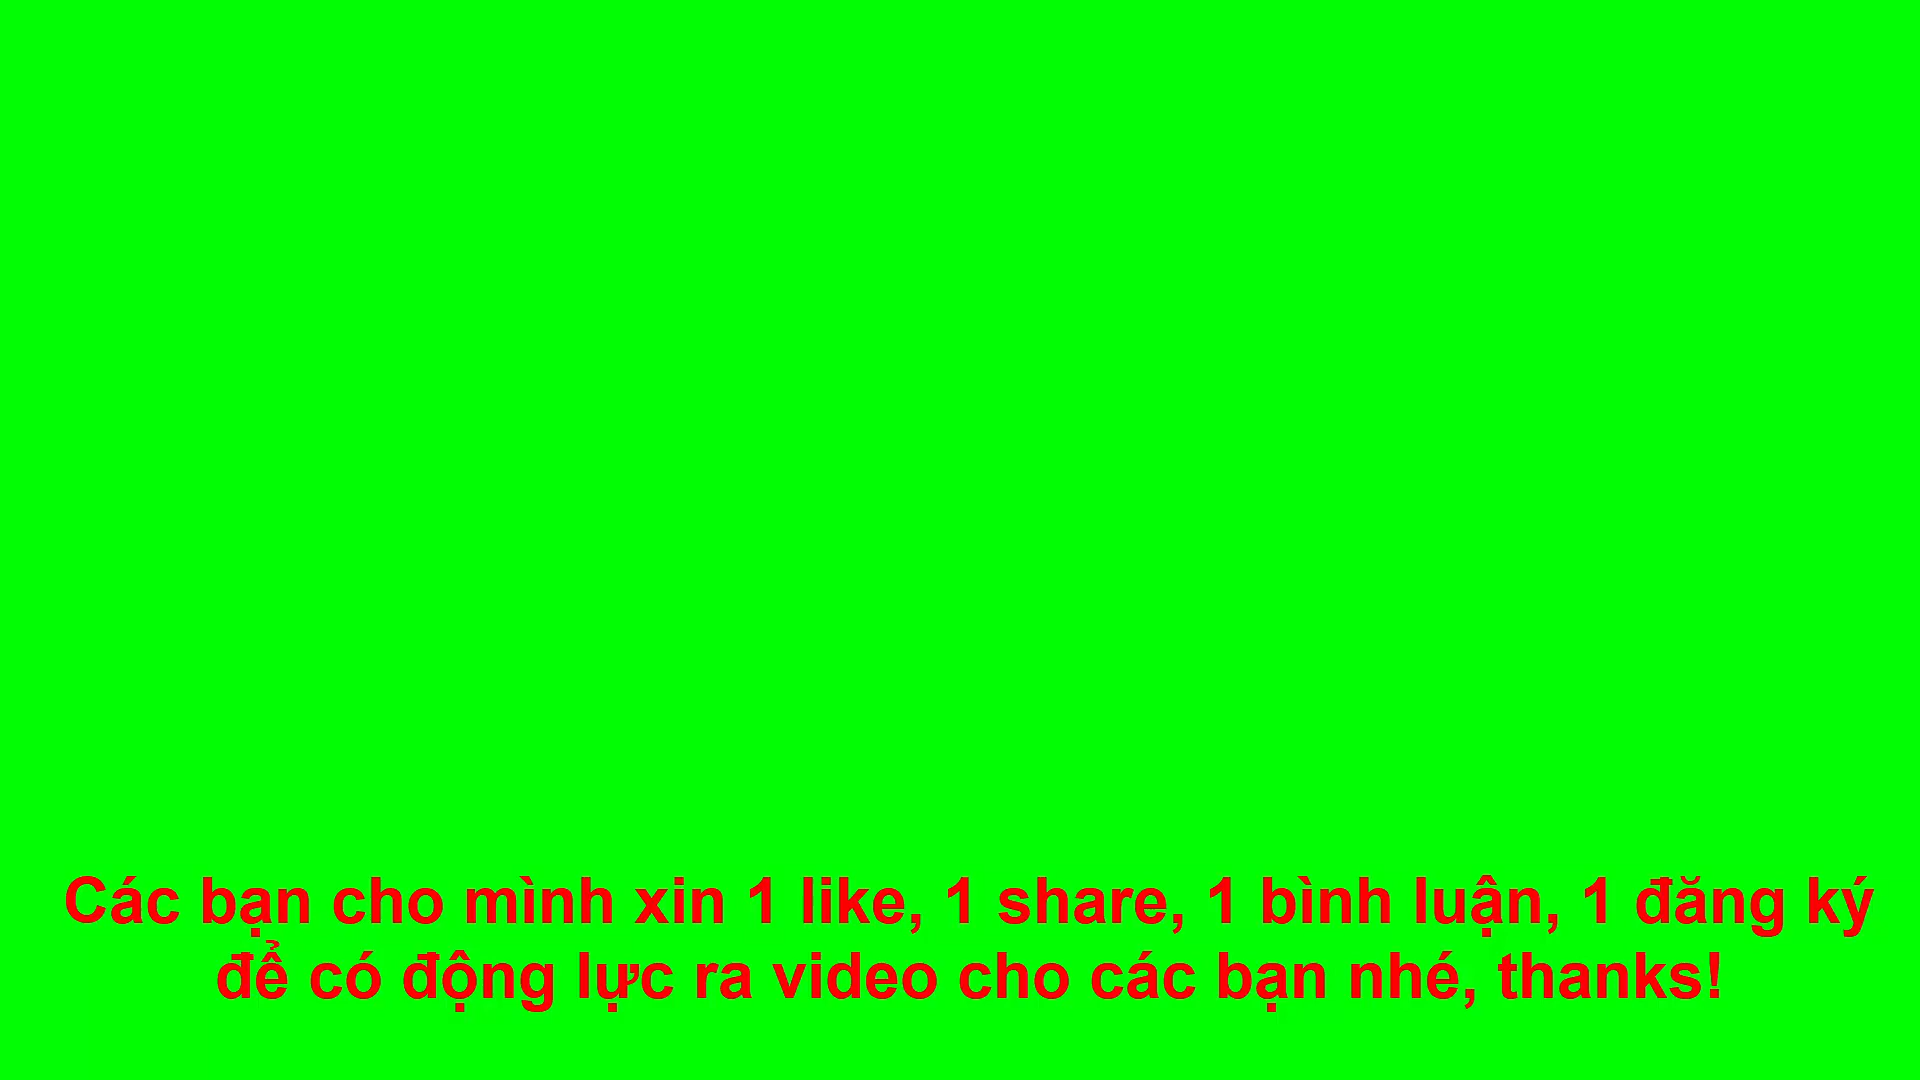 Các bạn cho mình xin 1 like, 1 share, 1 bình luận, 1 đăng ký
để có động lực ra video cho các bạn nhé, thanks!